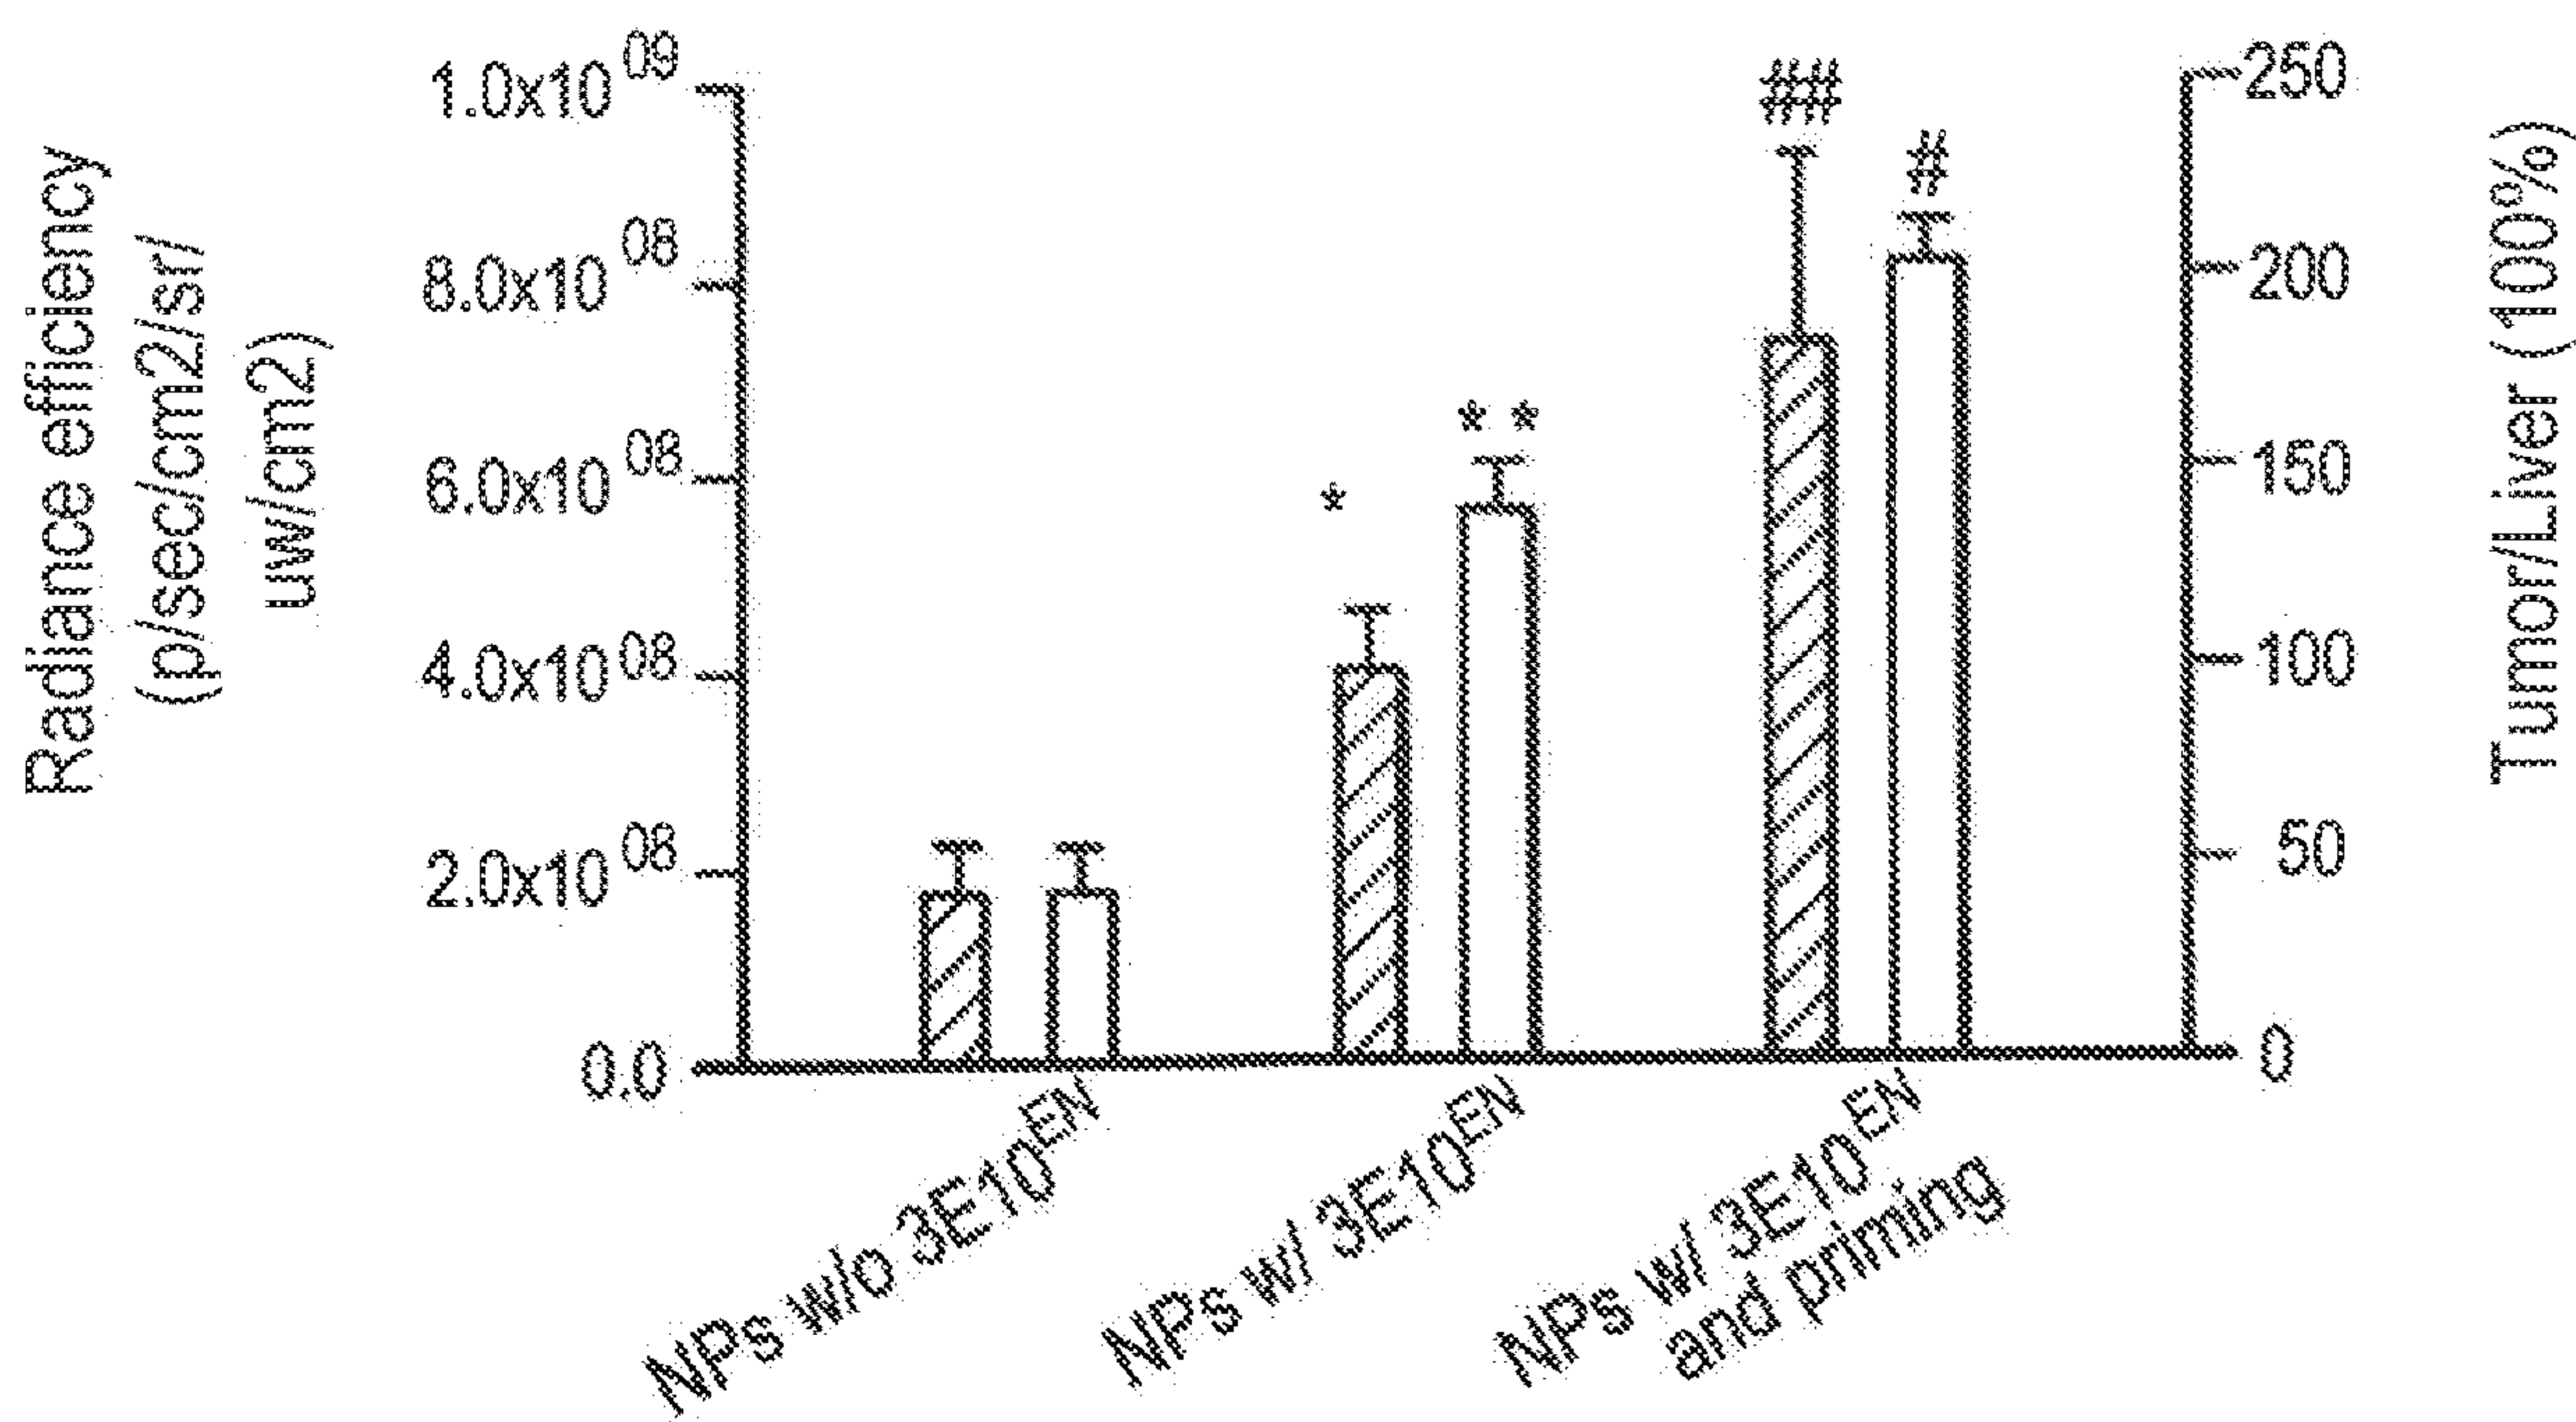 Radiance efficiency
(p/sec/cm2/sr/
uw/cm2)
1.0x10^09
8.0x10^08
6.0x10^08
4.0x10^08
2.0x10^08
0.0
*
* *
##
#
250
200
150
100
50
0
Tumor/Liver (100%)
NPs w/o 3E10^EN
NPs w/ 3E10^EN
NPs w/ 3E10^EN
and priming